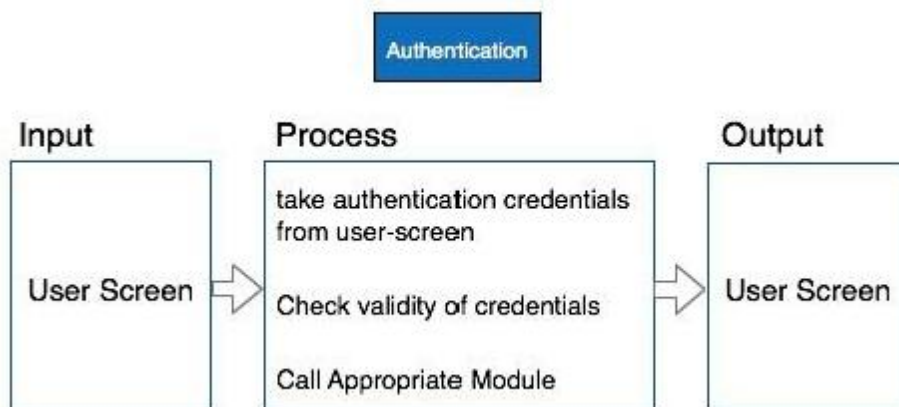 Authentication
Input
Process
Output
User Screen
take authentication credentials
from user-screen
Check validity of credentials
Call Appropriate Module
User Screen